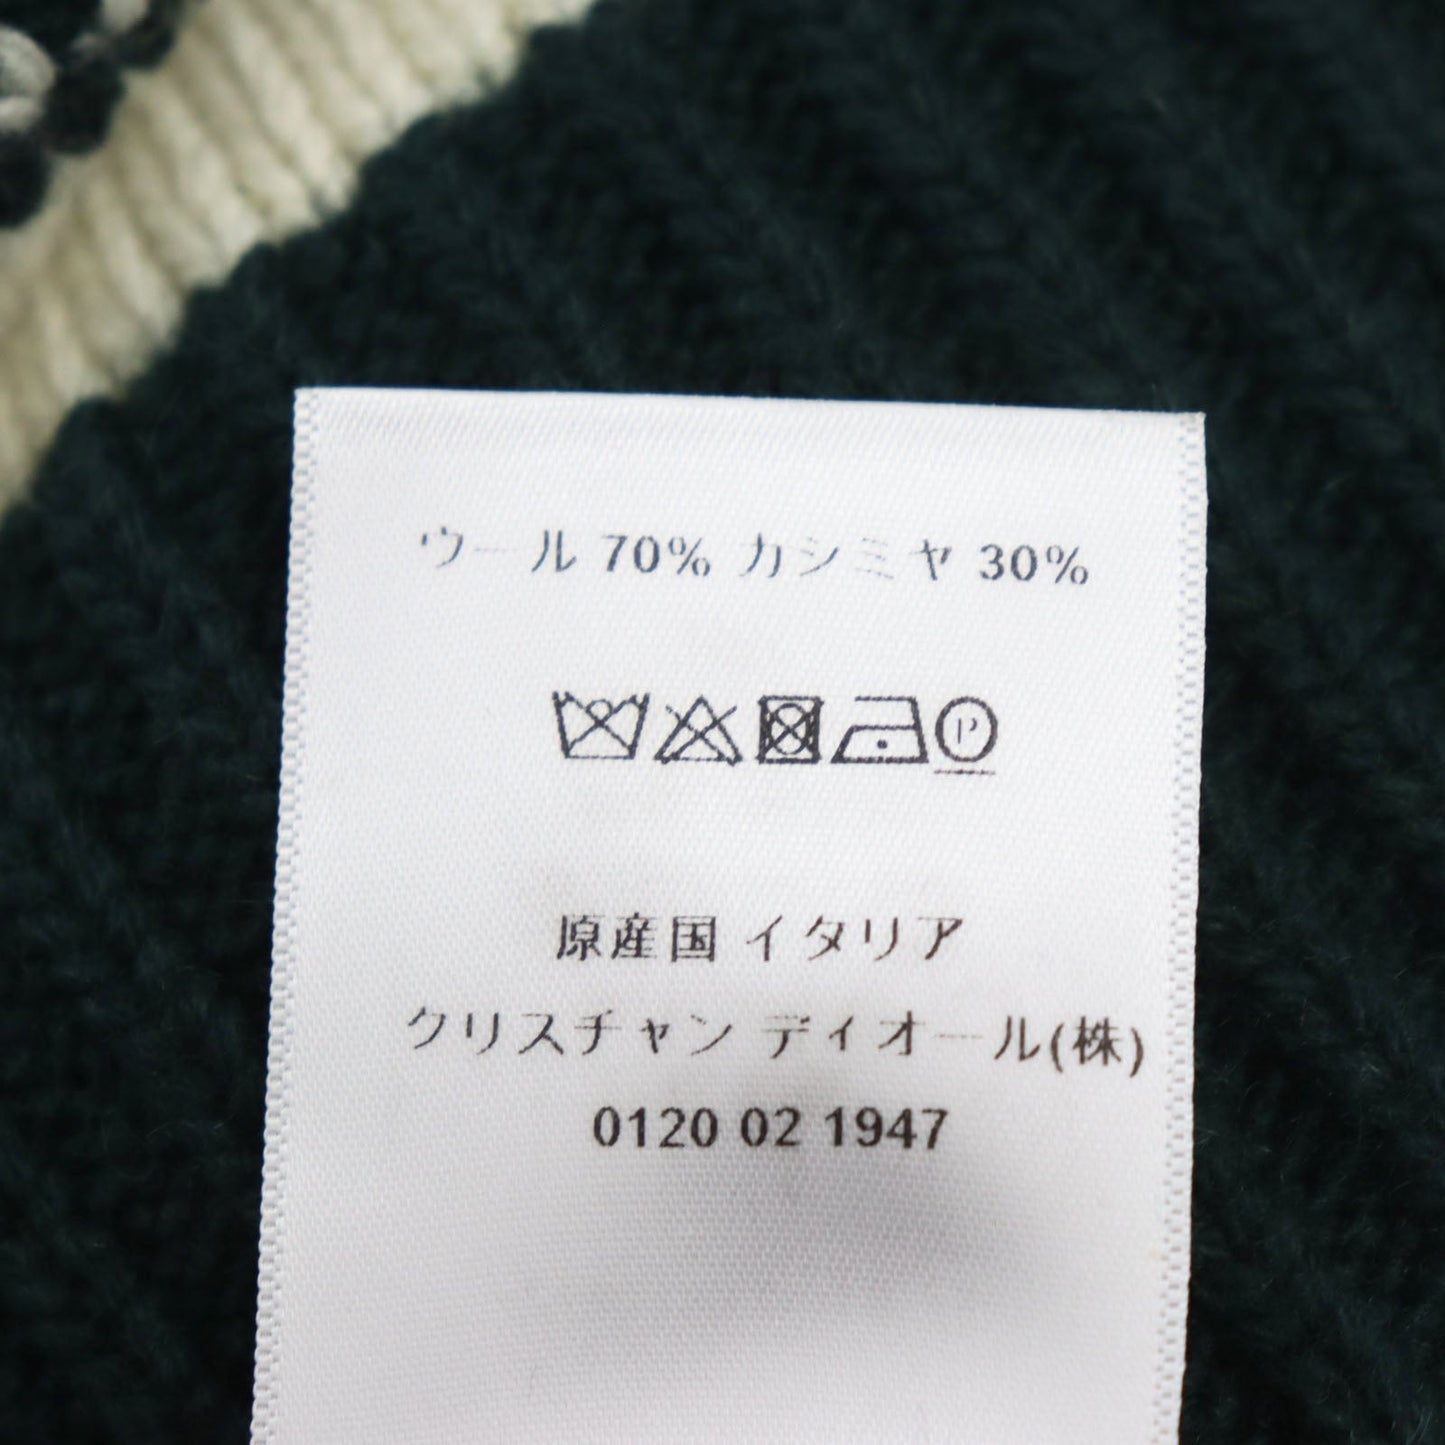 ウール 70% カシミヤ 30%
P
原産国 イタリア
クリスチャン ディオール(株)
0120 02 1947